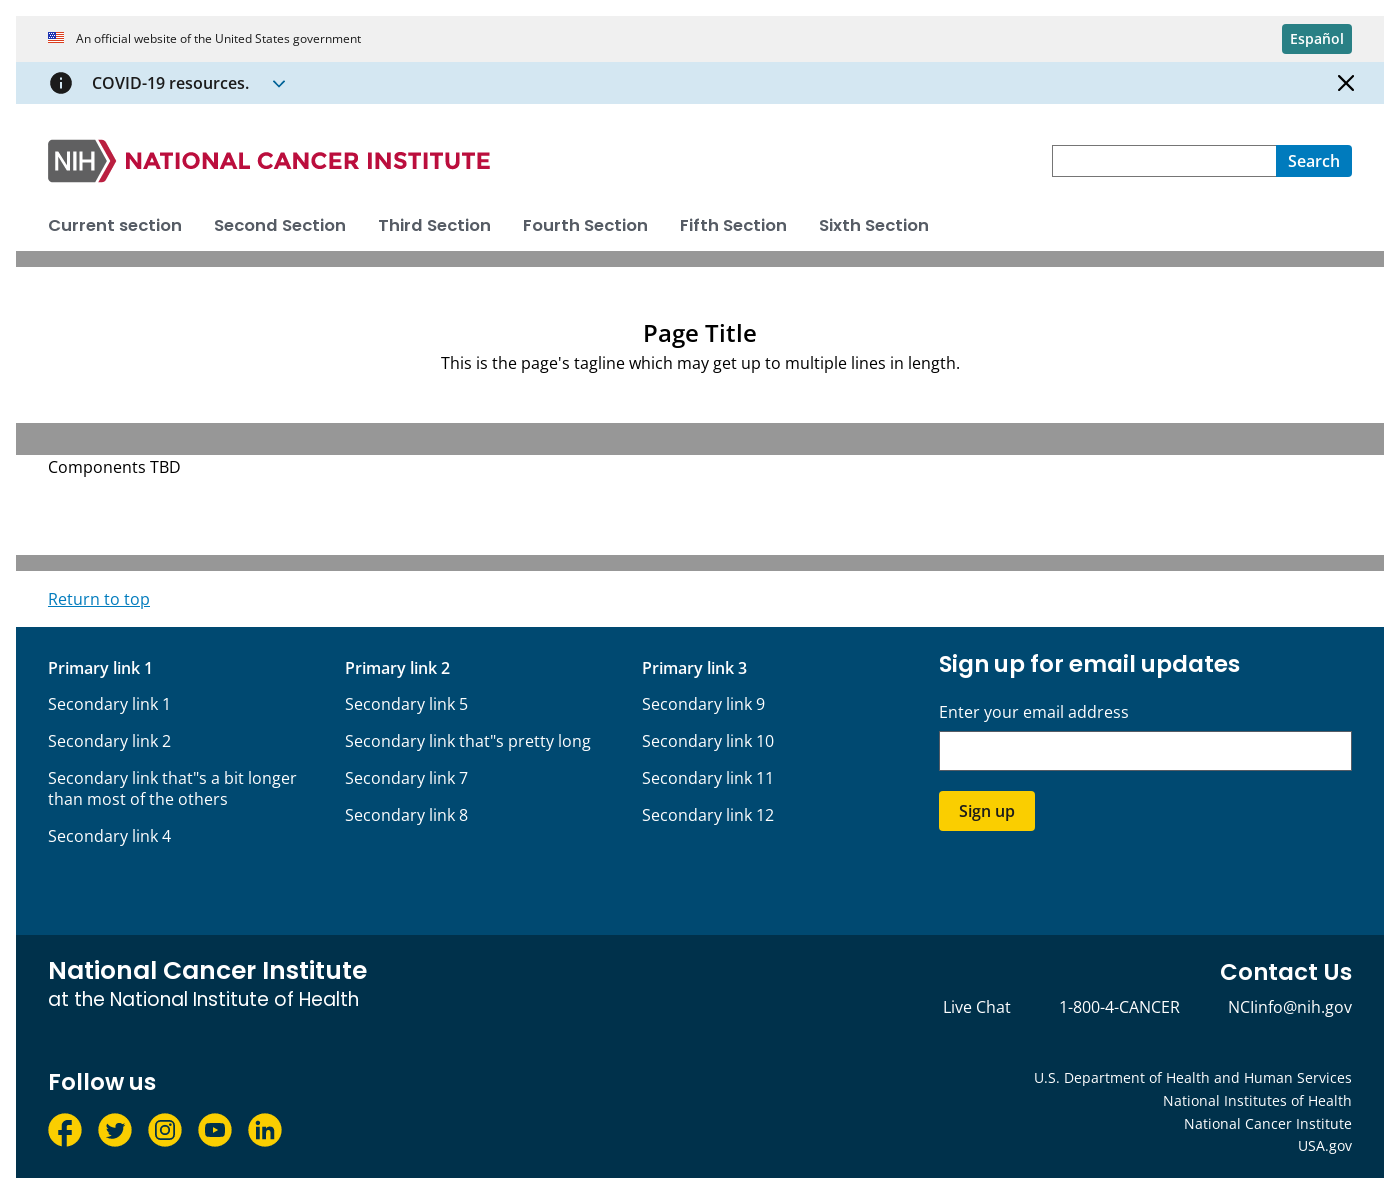 An official website of the United States government
Español
COVID-19 resources.
NIH NATIONAL CANCER INSTITUTE
Search
Current section Second Section Third Section Fourth Section Fifth Section Sixth Section
Page Title
This is the page's tagline which may get up to multiple lines in length.
Components TBD
Return to top
Primary link 1
Secondary link 1
Secondary link 2
Secondary link that"s a bit longer
than most of the others
Secondary link 4
Primary link 2
Secondary link 5
Secondary link that"s pretty long
Secondary link 7
Secondary link 8
Primary link 3
Secondary link 9
Secondary link 10
Secondary link 11
Secondary link 12
Sign up for email updates
Enter your email address
Sign up
National Cancer Institute
at the National Institute of Health
Contact Us
Live Chat 1-800-4-CANCER NCIinfo@nih.gov
Follow us
U.S. Department of Health and Human Services
National Institutes of Health
National Cancer Institute
USA.gov